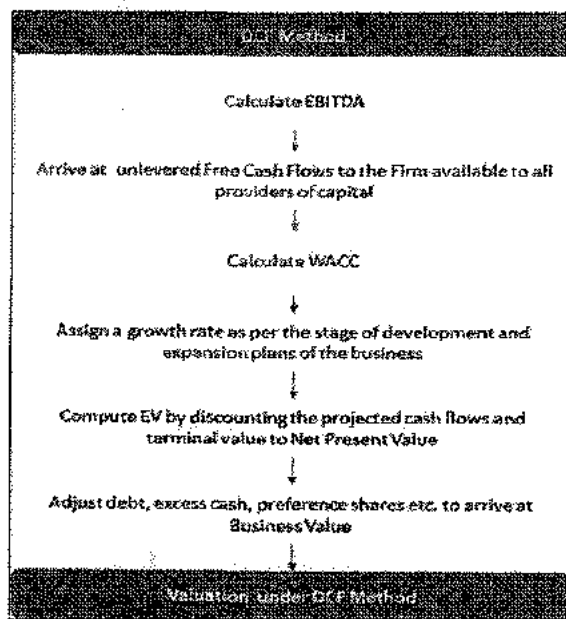 DCF Method
Calculate EBITDA
Arrive at unlevered Free Cash Flows to the Firm available to all
providers of capital
Calculate WACC
Assign a growth rate as per the stage of development and
expansion plans of the business
Compute EV by discounting the projected cash flows and
terminal value to Net Present Value
Adjust debt, excess cash, preference shares etc. to arrive at
Business Value
Valuation under DCF Method